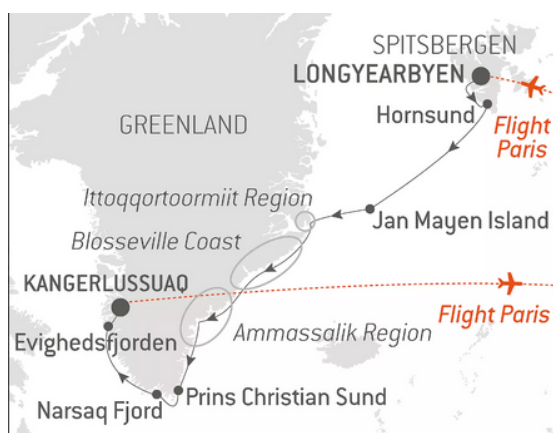 SPITSBERGEN
LONGYEARBYEN
Hornsund
Flight
Paris
GREENLAND
Ittoqqortoormiit Region
Jan Mayen Island
Blosseville Coast
KANGERLUSSUAQ
Flight Paris
Evighedsfjorden
Ammassalik Region
Prins Christian Sund
Narsaq Fjord